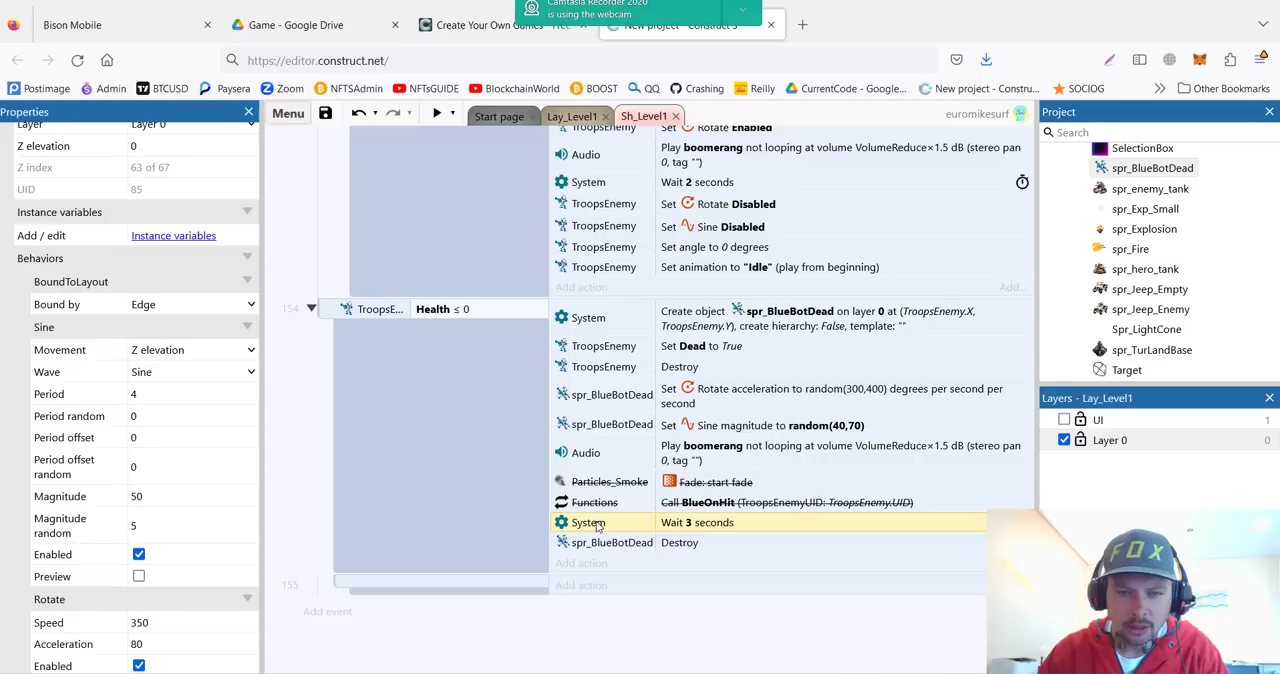 Camtasia Recorder 2020
is using the webcam
Bison Mobile
Game - Google Drive
Create Your Own Games - Free
New project - Construct 3
https://editor.construct.net/
Postimage
Admin
BTCUSD
Paysera
Zoom
NFTSAdmin
NFTsGUIDE
BlockchainWorld
BOOST
QQ
Crashing
Reilly
CurrentCode - Google...
New project - Constru...
SOCIOG
Other Bookmarks
Properties
Menu
Start page
Lay_Level1
Sh_Level1
euromikesurf
Project
Layer
Layer 0
Z elevation
0
Z index
63 of 67
UID
85
Instance variables
Add / edit
Instance variables
Behaviors
BoundToLayout
Bound by
Edge
Sine
Movement
Z elevation
Wave
Sine
Period
4
Period random
0
Period offset
0
Period offset
random
0
Magnitude
50
Magnitude
random
5
Enabled
Preview
Rotate
Speed
350
Acceleration
80
Enabled
TroopsEnemy
Set Rotate Enabled
Audio
Play boomerang not looping at volume VolumeReduce×1.5 dB (stereo pan
0, tag "")
System
Wait 2 seconds
TroopsEnemy
Set Rotate Disabled
TroopsEnemy
Set Sine Disabled
TroopsEnemy
Set angle to 0 degrees
TroopsEnemy
Set animation to "Idle" (play from beginning)
Add action
Add...
154
TroopsE...
Health ≤ 0
System
Create object spr_BlueBotDead on layer 0 at (TroopsEnemy.X,
TroopsEnemy.Y), create hierarchy: False, template: ""
TroopsEnemy
Set Dead to True
TroopsEnemy
Destroy
spr_BlueBotDead
Set Rotate acceleration to random(300,400) degrees per second per
second
spr_BlueBotDead
Set Sine magnitude to random(40,70)
Audio
Play boomerang not looping at volume VolumeReduce×1.5 dB (stereo pan
0, tag "")
Particles_Smoke
Fade: start fade
Functions
Call BlueOnHit (TroopsEnemyUID: TroopsEnemy.UID)
System
Wait 3 seconds
spr_BlueBotDead
Destroy
Add action
155
Add action
Add event
Search
SelectionBox
spr_BlueBotDead
spr_enemy_tank
spr_Exp_Small
spr_Explosion
spr_Fire
spr_hero_tank
spr_Jeep_Empty
spr_Jeep_Enemy
Spr_LightCone
spr_TurLandBase
Target
Layers - Lay_Level1
UI
1
Layer 0
0
FOX